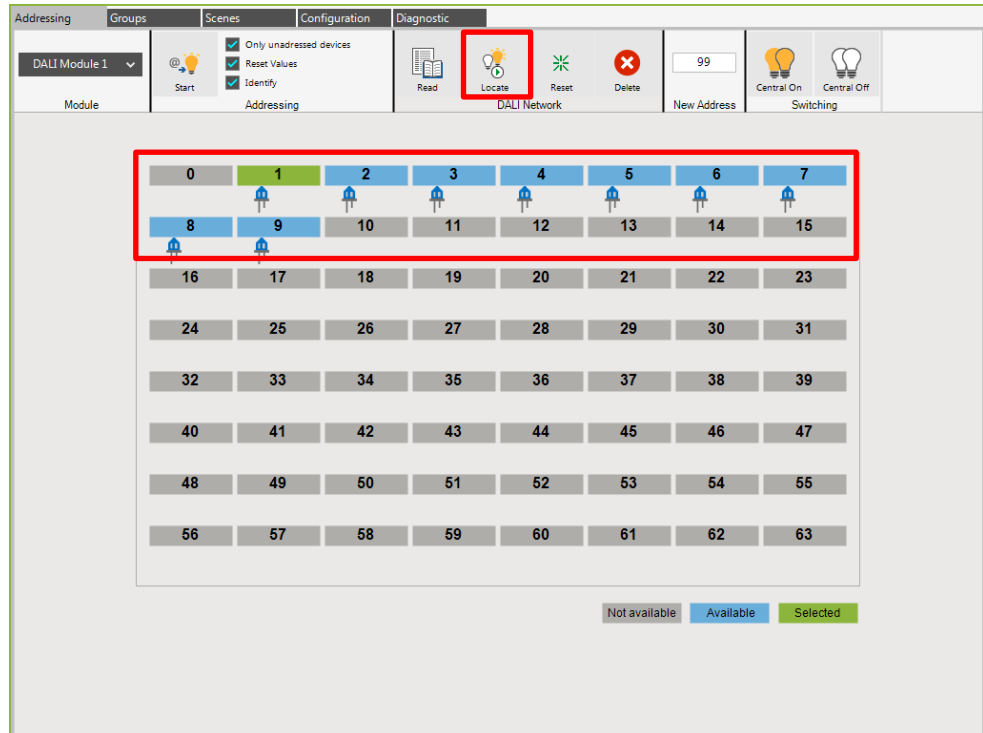 Addressing Groups Scenes Configuration Diagnostic
DALI Module 1
Module
@
Start
Only unadressed devices
Reset Values
Identify
Addressing
Read Locate Reset Delete
DALI Network
99
New Address
Central On Central Off
Switching
0 1 2 3 4 5 6 7
8 9 10 11 12 13 14 15
16 17 18 19 20 21 22 23
24 25 26 27 28 29 30 31
32 33 34 35 36 37 38 39
40 41 42 43 44 45 46 47
48 49 50 51 52 53 54 55
56 57 58 59 60 61 62 63
Not available Available Selected